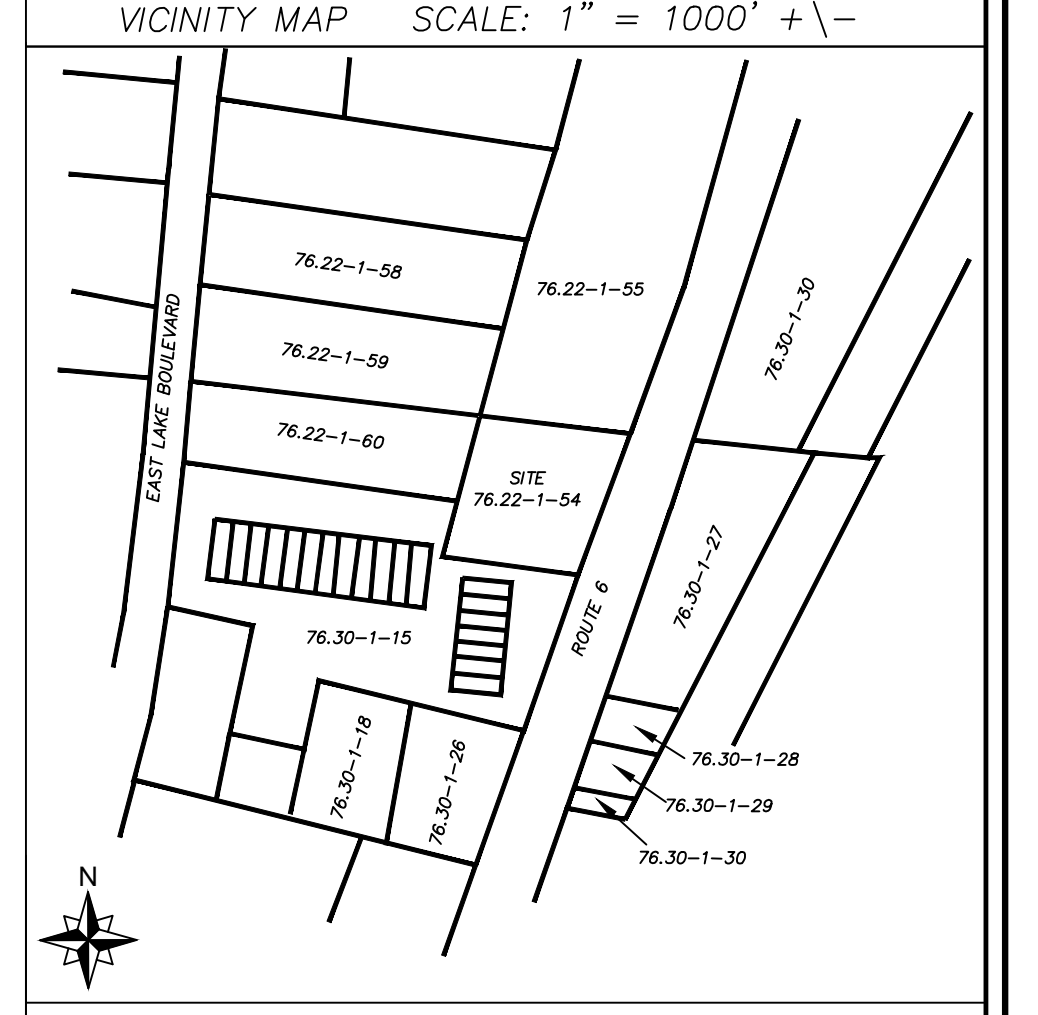 VICINITY MAP SCALE: 1" = 1000' +\-
76.22-1-58
76.22-1-55
76.30-1-30
76.22-1-59
EAST LAKE BOULEVARD
76.22-1-60
SITE
76.22-1-54
76.30-1-27
ROUTE 6
76.30-1-15
76.30-1-18
76.30-1-26
76.30-1-28
76.30-1-29
76.30-1-30
N